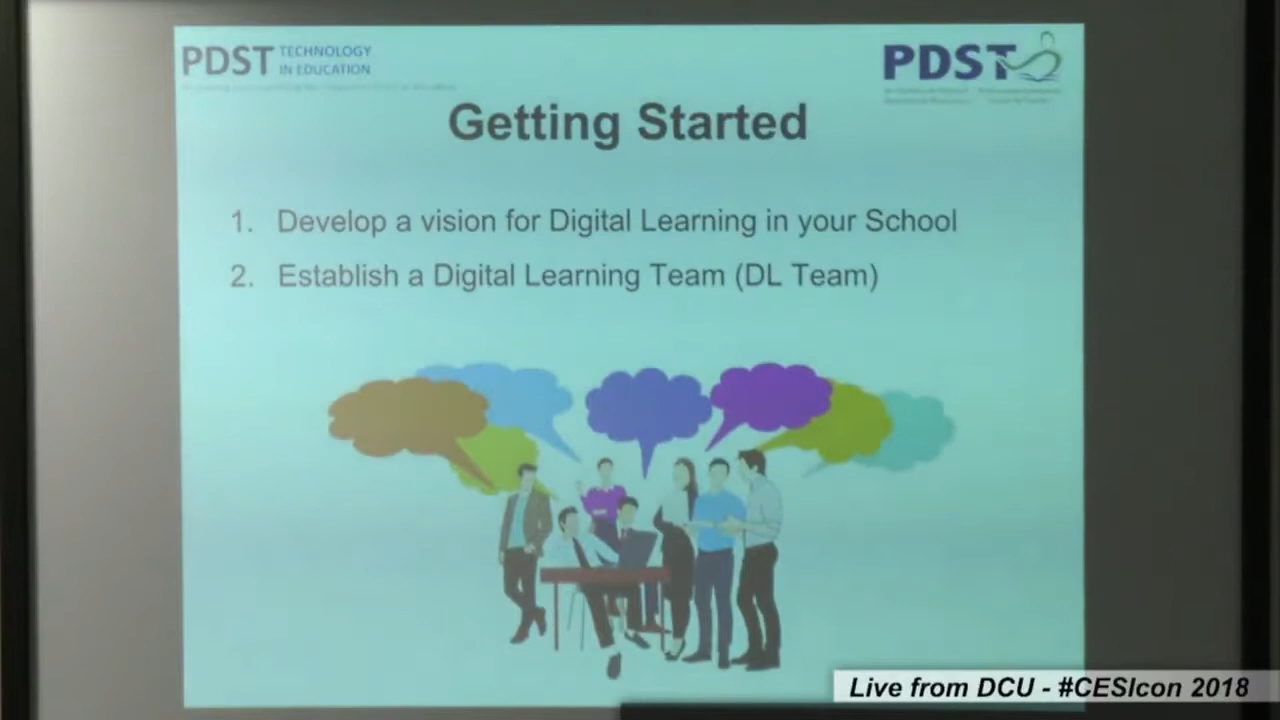 PDST TECHNOLOGY
IN EDUCATION
PDST
Getting Started
1. Develop a vision for Digital Learning in your School
2. Establish a Digital Learning Team (DL Team)
Live from DCU - #CESIcon 2018